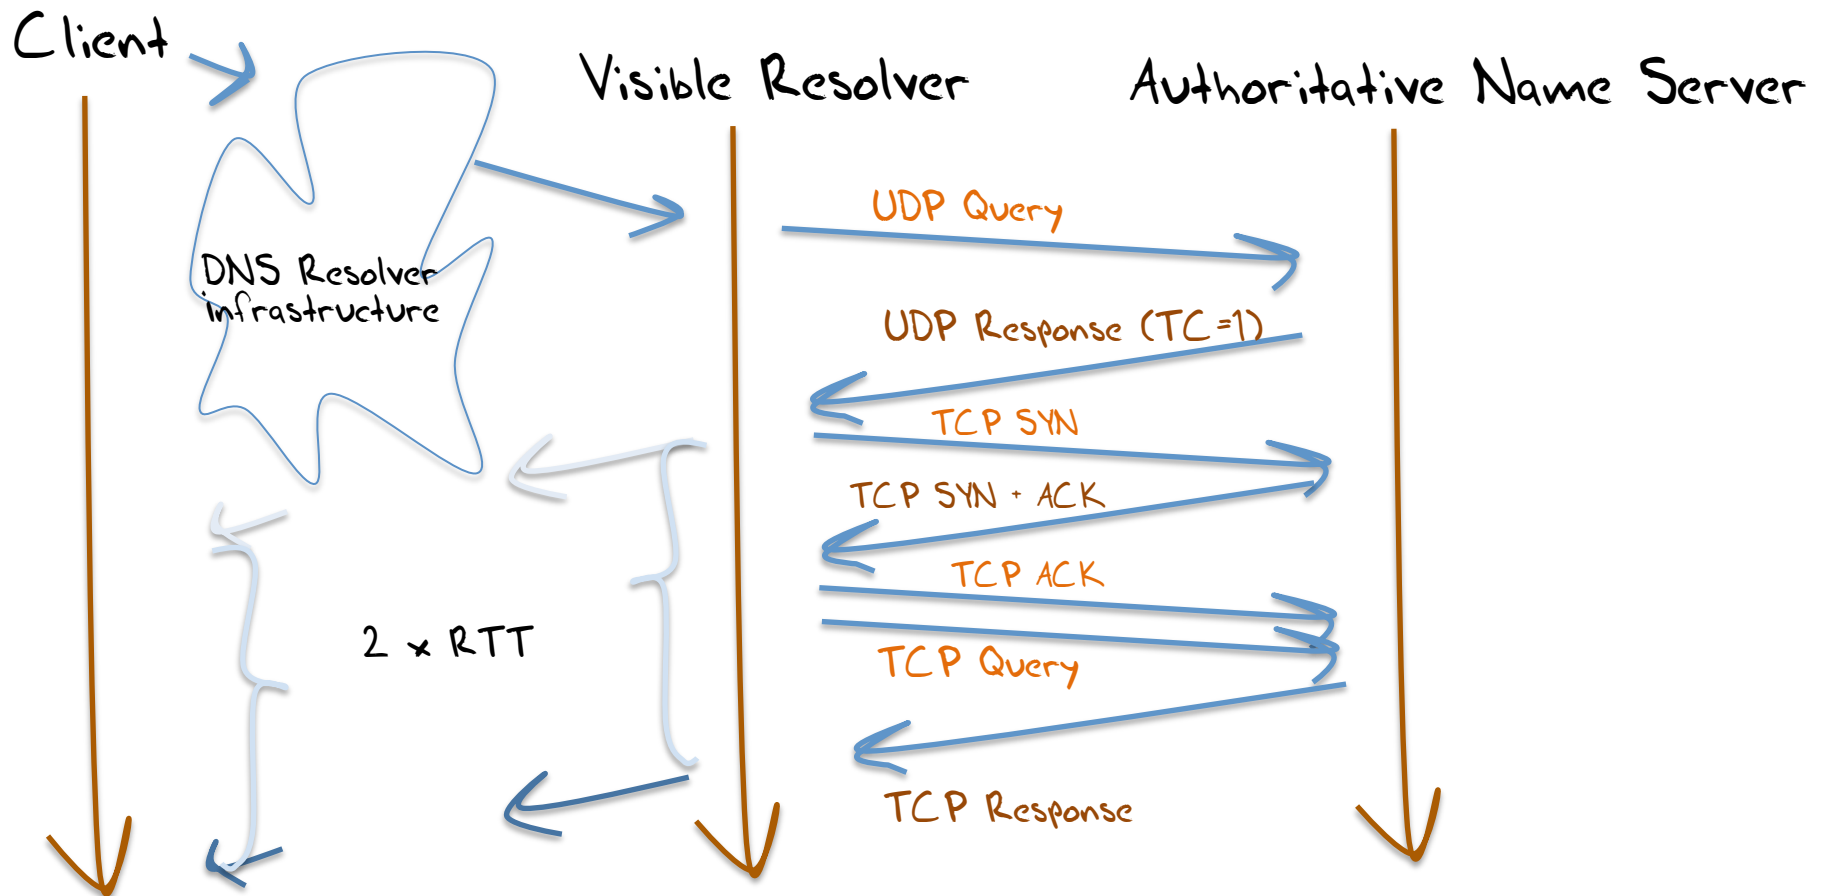 Client
Visible Resolver
Authoritative Name Server
UDP Query
DNS Resolver
infrastructure
UDP Response (TC=1)
TCP SYN
TCP SYN + ACK
TCP ACK
2 x RTT
TCP Query
TCP Response